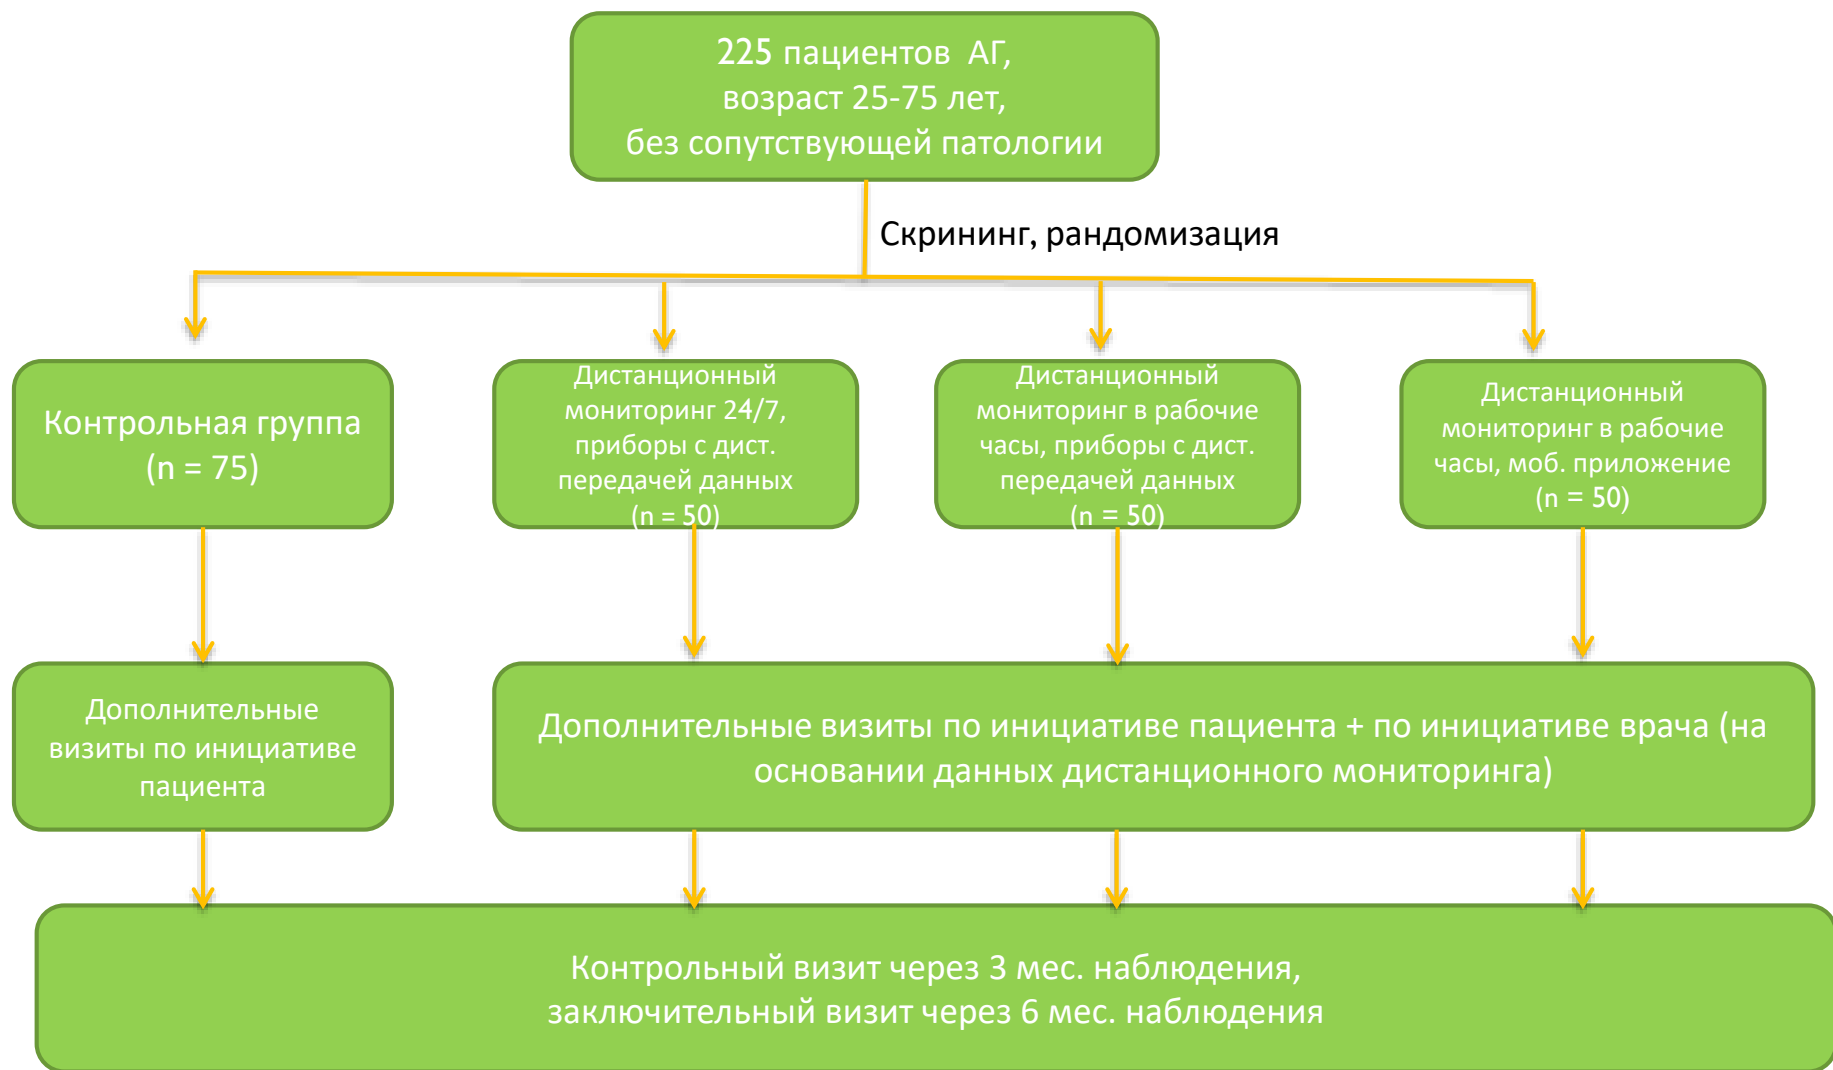 225 пациентов АГ,
возраст 25-75 лет,
без сопутствующей патологии
Скрининг, рандомизация
Контрольная группа
(n = 75)
Дистанционный
мониторинг 24/7,
приборы с дист.
передачей данных
(n = 50)
Дистанционный
мониторинг в рабочие
часы, приборы с дист.
передачей данных
(n = 50)
Дистанционный
мониторинг в рабочие
часы, моб. приложение
(n = 50)
Дополнительные
визиты по инициативе
пациента
Дополнительные визиты по инициативе пациента + по инициативе врача (на
основании данных дистанционного мониторинга)
Контрольный визит через 3 мес. наблюдения,
заключительный визит через 6 мес. наблюдения